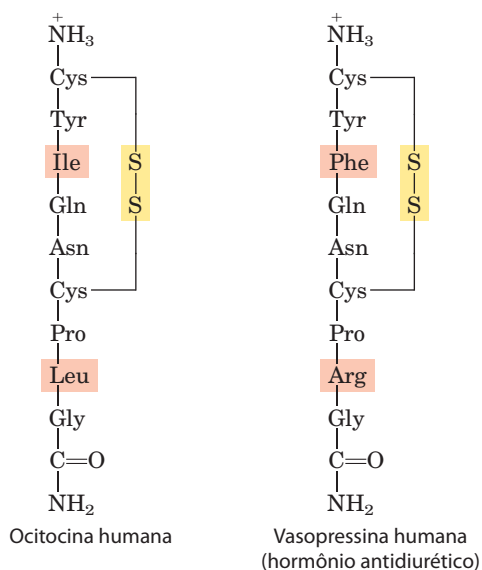 +
NH3
Cys
Tyr
Ile
S
Gln
S
Asn
Cys
Pro
Leu
Gly
C=O
NH2
Ocitocina humana
+
NH3
Cys
Tyr
Phe
S
Gln
S
Asn
Cys
Pro
Arg
Gly
C=O
NH2
Vasopressina humana
(hormônio antidiurético)